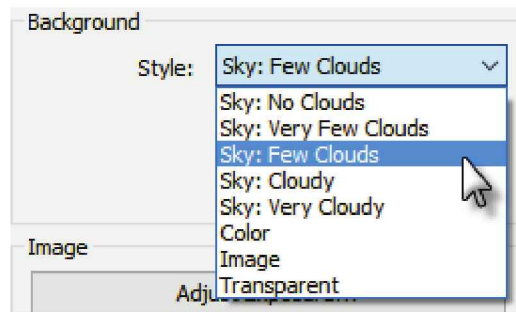 Background
Style: Sky: Few Clouds
Sky: No Clouds
Sky: Very Few Clouds
Sky: Few Clouds
Sky: Cloudy
Sky: Very Cloudy
Color
Image
Image
Transparent
Adju